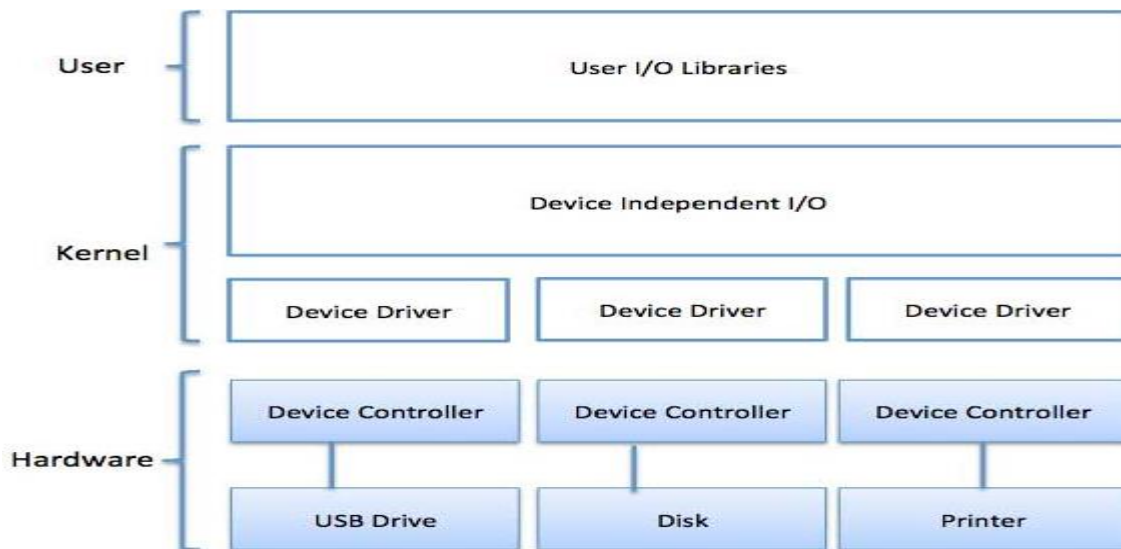 User
User I/O Libraries
Kernel
Device Independent I/O
Device Driver
Device Driver
Device Driver
Hardware
Device Controller
Device Controller
Device Controller
USB Drive
Disk
Printer